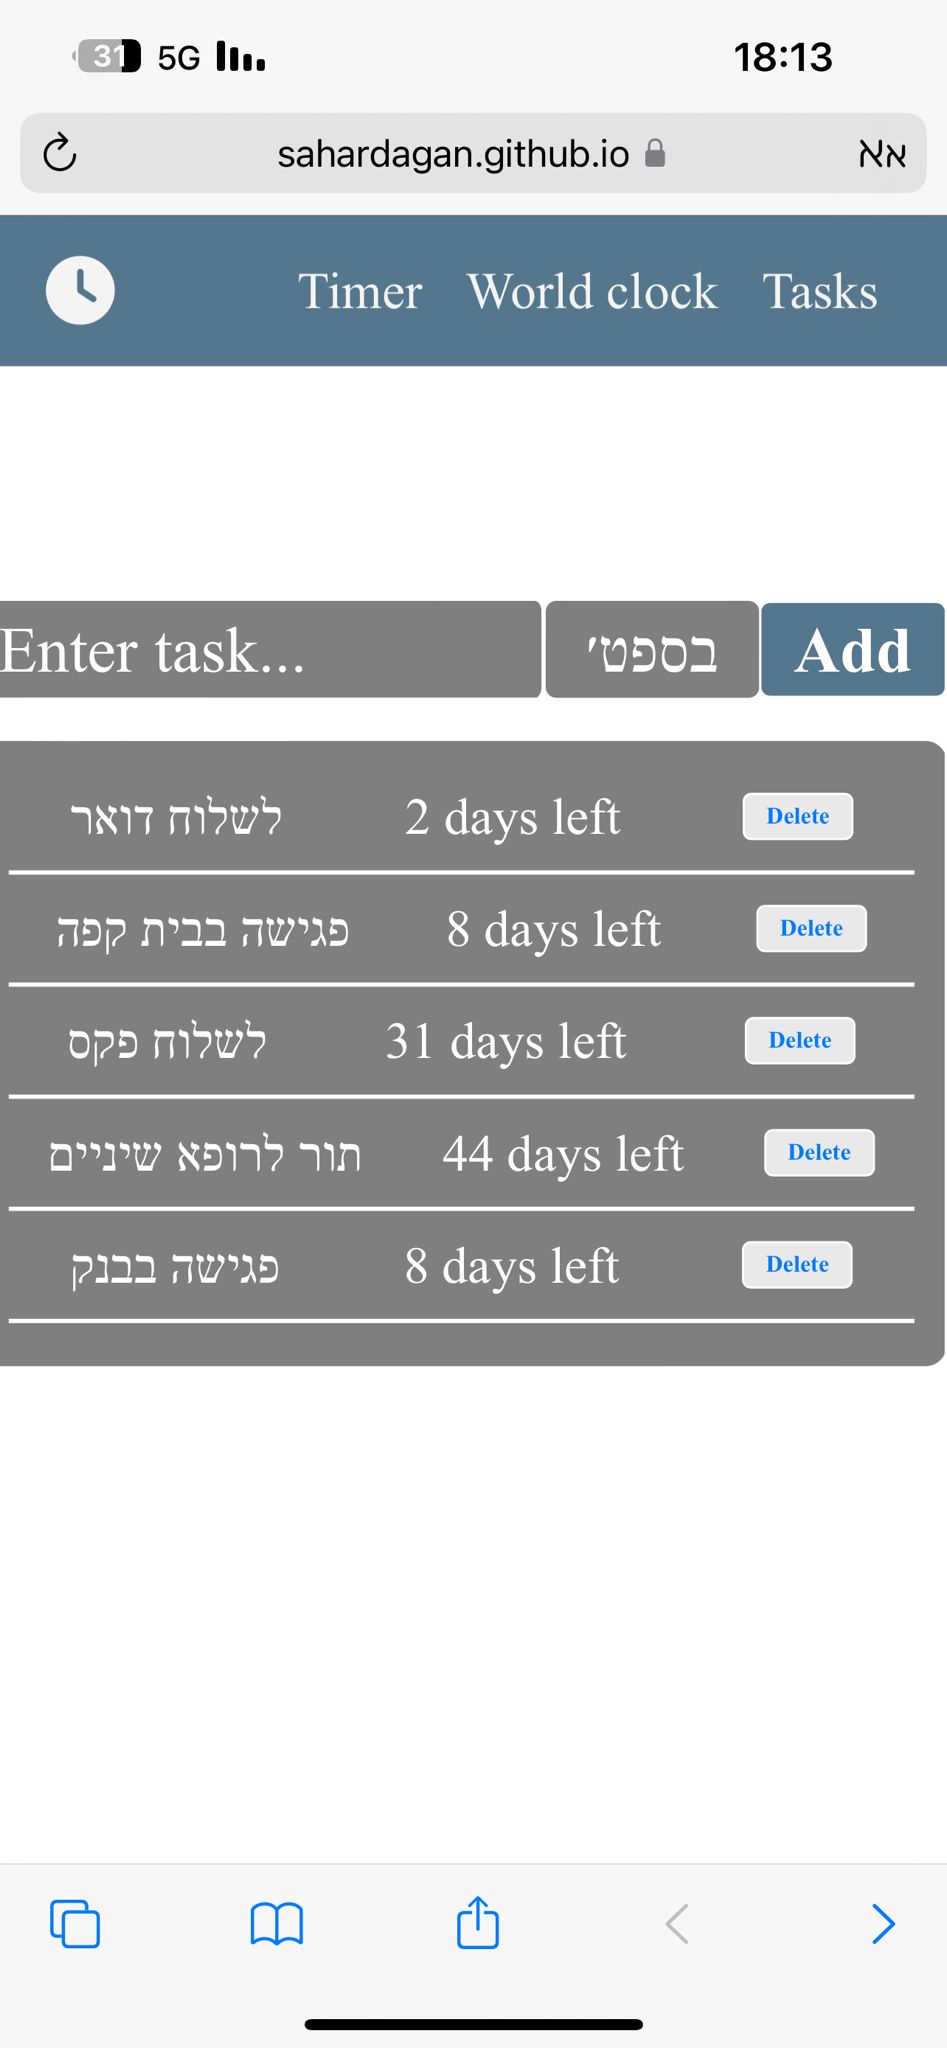 31 5G 18:13
sahardagan.github.io אא
Timer World clock Tasks
Enter task... בספט׳ Add
לשלוח דואר 2 days left Delete
פגישה בבית קפה 8 days left Delete
לשלוח פקס 31 days left Delete
תור לרופא שיניים 44 days left Delete
פגישה בבנק 8 days left Delete